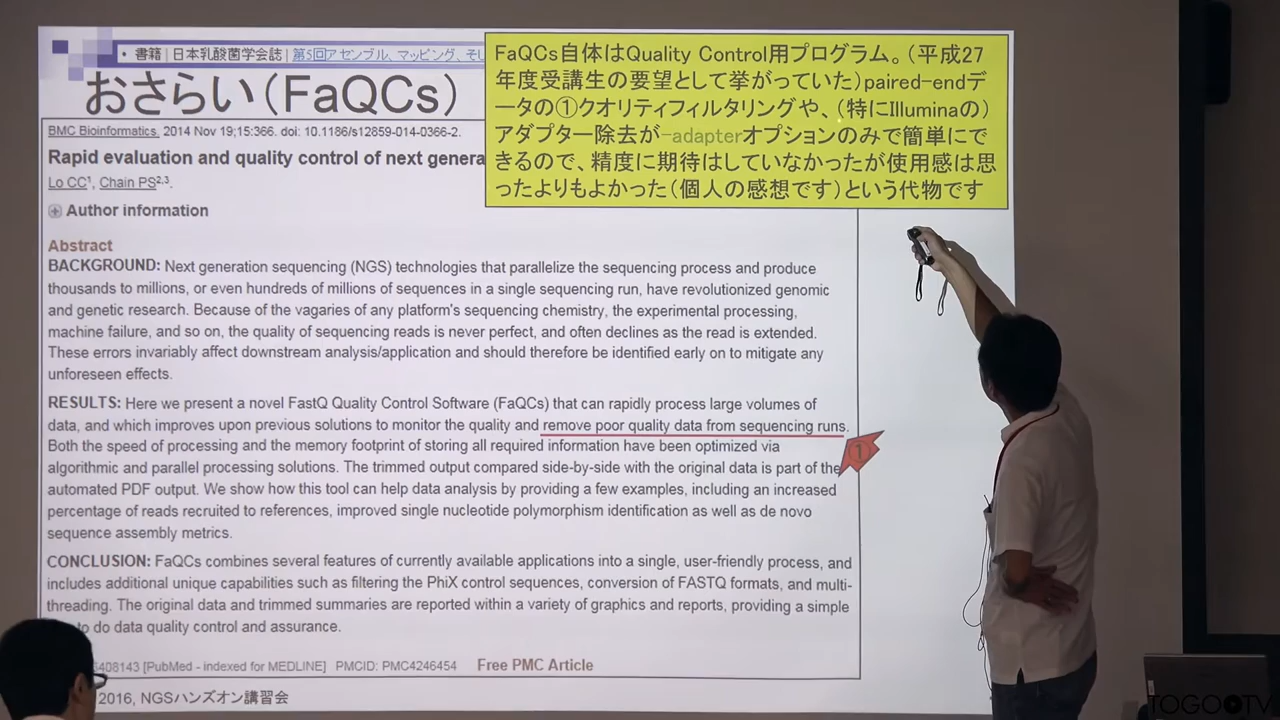 • 書籍 | 日本乳酸菌学会誌 | 第5回アセンブル、マッピング、そし
おさらい（FaQCs）
FaQCs自体はQuality Control用プログラム。（平成27
年度受講生の要望として挙がっていた）paired-endデ
ータの①クオリティフィルタリングや、（特にIlluminaの）
アダプター除去が-adapterオプションのみで簡単にで
きるので、精度に期待はしていなかったが使用感は思
ったよりもよかった（個人の感想です）という代物です
BMC Bioinformatics. 2014 Nov 19;15:366. doi: 10.1186/s12859-014-0366-2.
Rapid evaluation and quality control of next genera
Lo CC¹, Chain PS²,³.
Author information
Abstract
BACKGROUND: Next generation sequencing (NGS) technologies that parallelize the sequencing process and produce
thousands to millions, or even hundreds of millions of sequences in a single sequencing run, have revolutionized genomic
and genetic research. Because of the vagaries of any platform's sequencing chemistry, the experimental processing,
machine failure, and so on, the quality of sequencing reads is never perfect, and often declines as the read is extended.
These errors invariably affect downstream analysis/application and should therefore be identified early on to mitigate any
unforeseen effects.
RESULTS: Here we present a novel FastQ Quality Control Software (FaQCs) that can rapidly process large volumes of
data, and which improves upon previous solutions to monitor the quality and remove poor quality data from sequencing runs.
Both the speed of processing and the memory footprint of storing all required information have been optimized via
①
algorithmic and parallel processing solutions. The trimmed output compared side-by-side with the original data is part of the
automated PDF output. We show how this tool can help data analysis by providing a few examples, including an increased
percentage of reads recruited to references, improved single nucleotide polymorphism identification as well as de novo
sequence assembly metrics.
CONCLUSION: FaQCs combines several features of currently available applications into a single, user-friendly process, and
includes additional unique capabilities such as filtering the PhiX control sequences, conversion of FASTQ formats, and multi-
threading. The original data and trimmed summaries are reported within a variety of graphics and reports, providing a simple
to do data quality control and assurance.
408143 [PubMed - indexed for MEDLINE] PMCID: PMC4246454 Free PMC Article
2016, NGSハンズオン講習会
TOGOTV